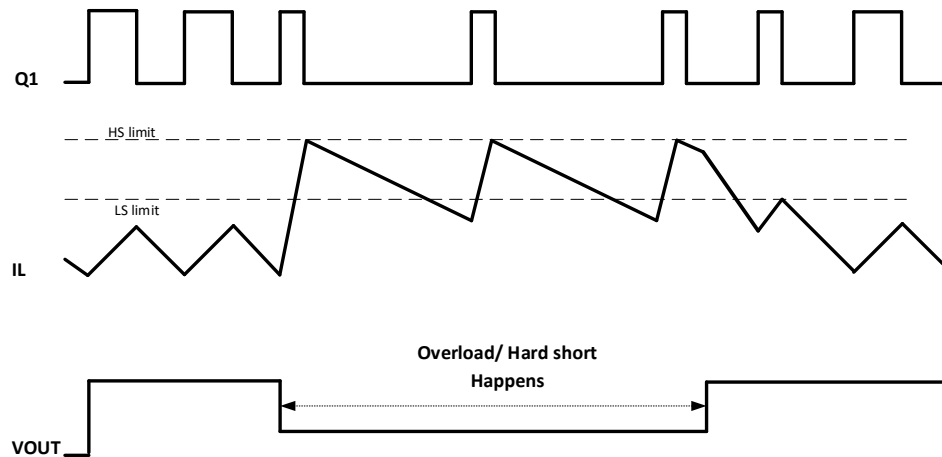 Q1
HS limit
LS limit
IL
Overload/ Hard short
Happens
VOUT